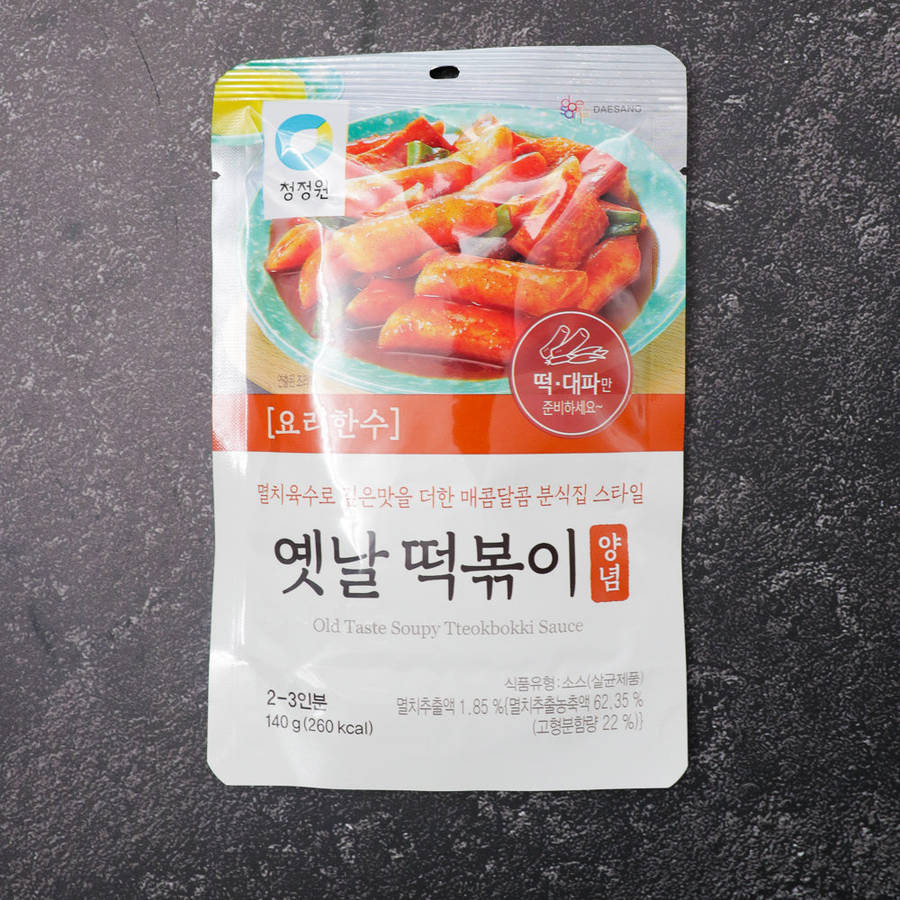 청정원
DAESANG
떡·대파만
준비하세요~
[요리한수]
멸치육수로 깊은맛을 더한 매콤달콤 분식집 스타일
옛날 떡볶이 양념
Old Taste Soupy Tteokbokki Sauce
2-3인분
140 g (260 kcal)
식품유형 : 소스(살균제품)
멸치추출액 1.85 %{멸치추출농축액 62.35 %
(고형분함량 22 %)}